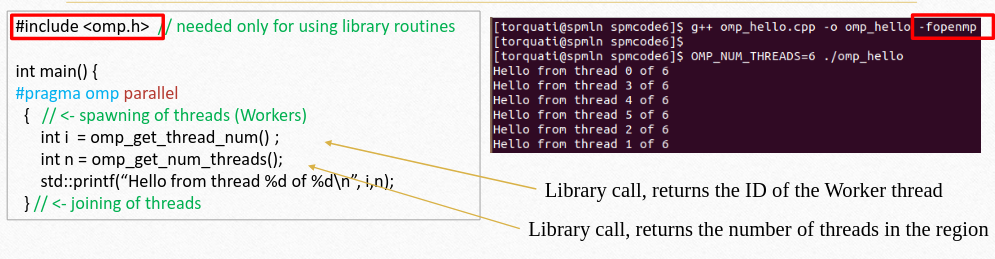 #include <omp.h> // needed only for using library routines
int main() {
#pragma omp parallel
{ // <- spawning of threads (Workers)
int i = omp_get_thread_num() ;
int n = omp_get_num_threads();
std::printf(“Hello from thread %d of %d\n”, i,n);
} // <- joining of threads
[torquati@spmln spmcode6]$ g++ omp_hello.cpp -o omp_hello -fopenmp
[torquati@spmln spmcode6]$
[torquati@spmln spmcode6]$ OMP_NUM_THREADS=6 ./omp_hello
Hello from thread 0 of 6
Hello from thread 3 of 6
Hello from thread 4 of 6
Hello from thread 5 of 6
Hello from thread 2 of 6
Hello from thread 1 of 6
Library call, returns the ID of the Worker thread
Library call, returns the number of threads in the region